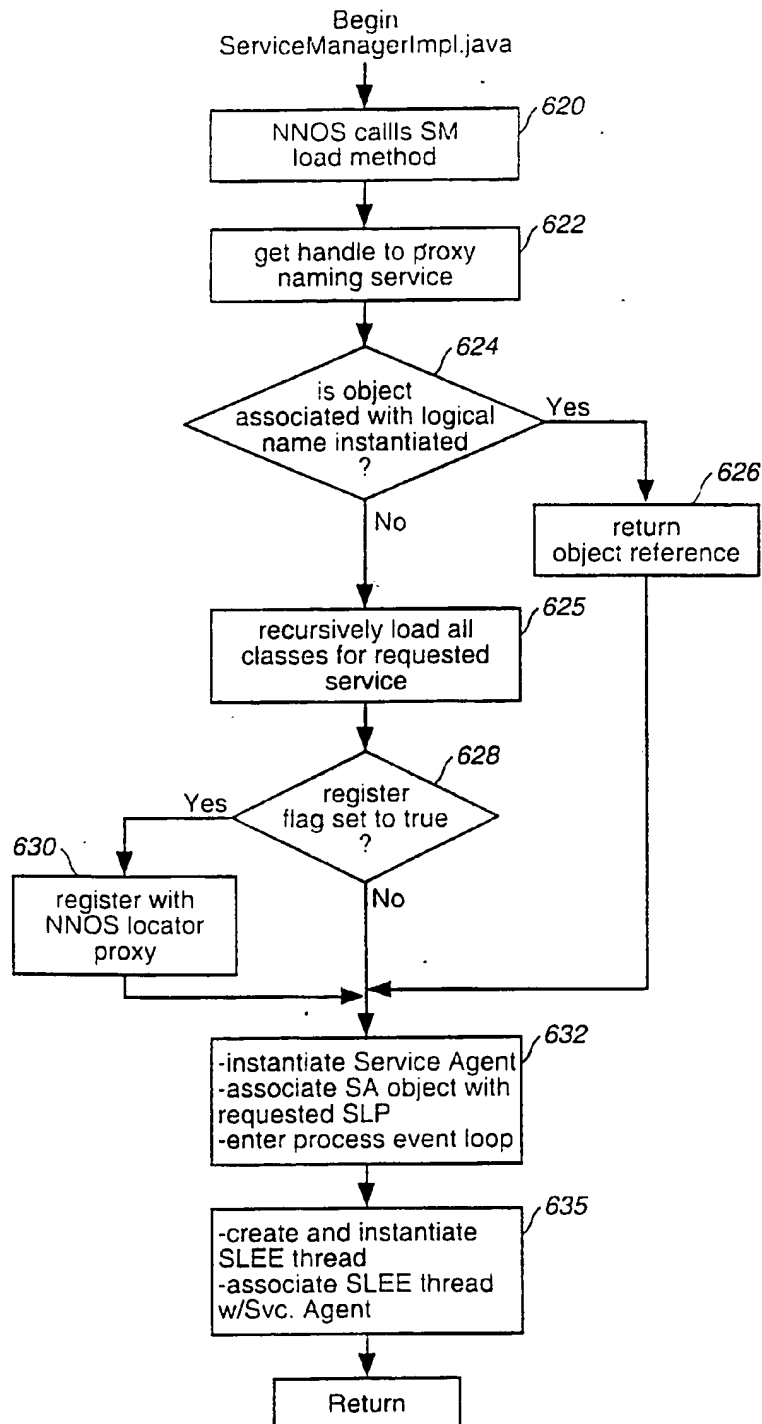 Begin
ServiceManagerImpl.java
620
NNOS callls SM
load method
622
get handle to proxy
naming service
624
is object
associated with logical
name instantiated
?
Yes
No
626
return
object reference
625
recursively load all
classes for requested
service
628
register
flag set to true
?
Yes
No
630
register with
NNOS locator
proxy
632
-instantiate Service Agent
-associate SA object with
requested SLP
-enter process event loop
635
-create and instantiate
SLEE thread
-associate SLEE thread
w/Svc. Agent
Return